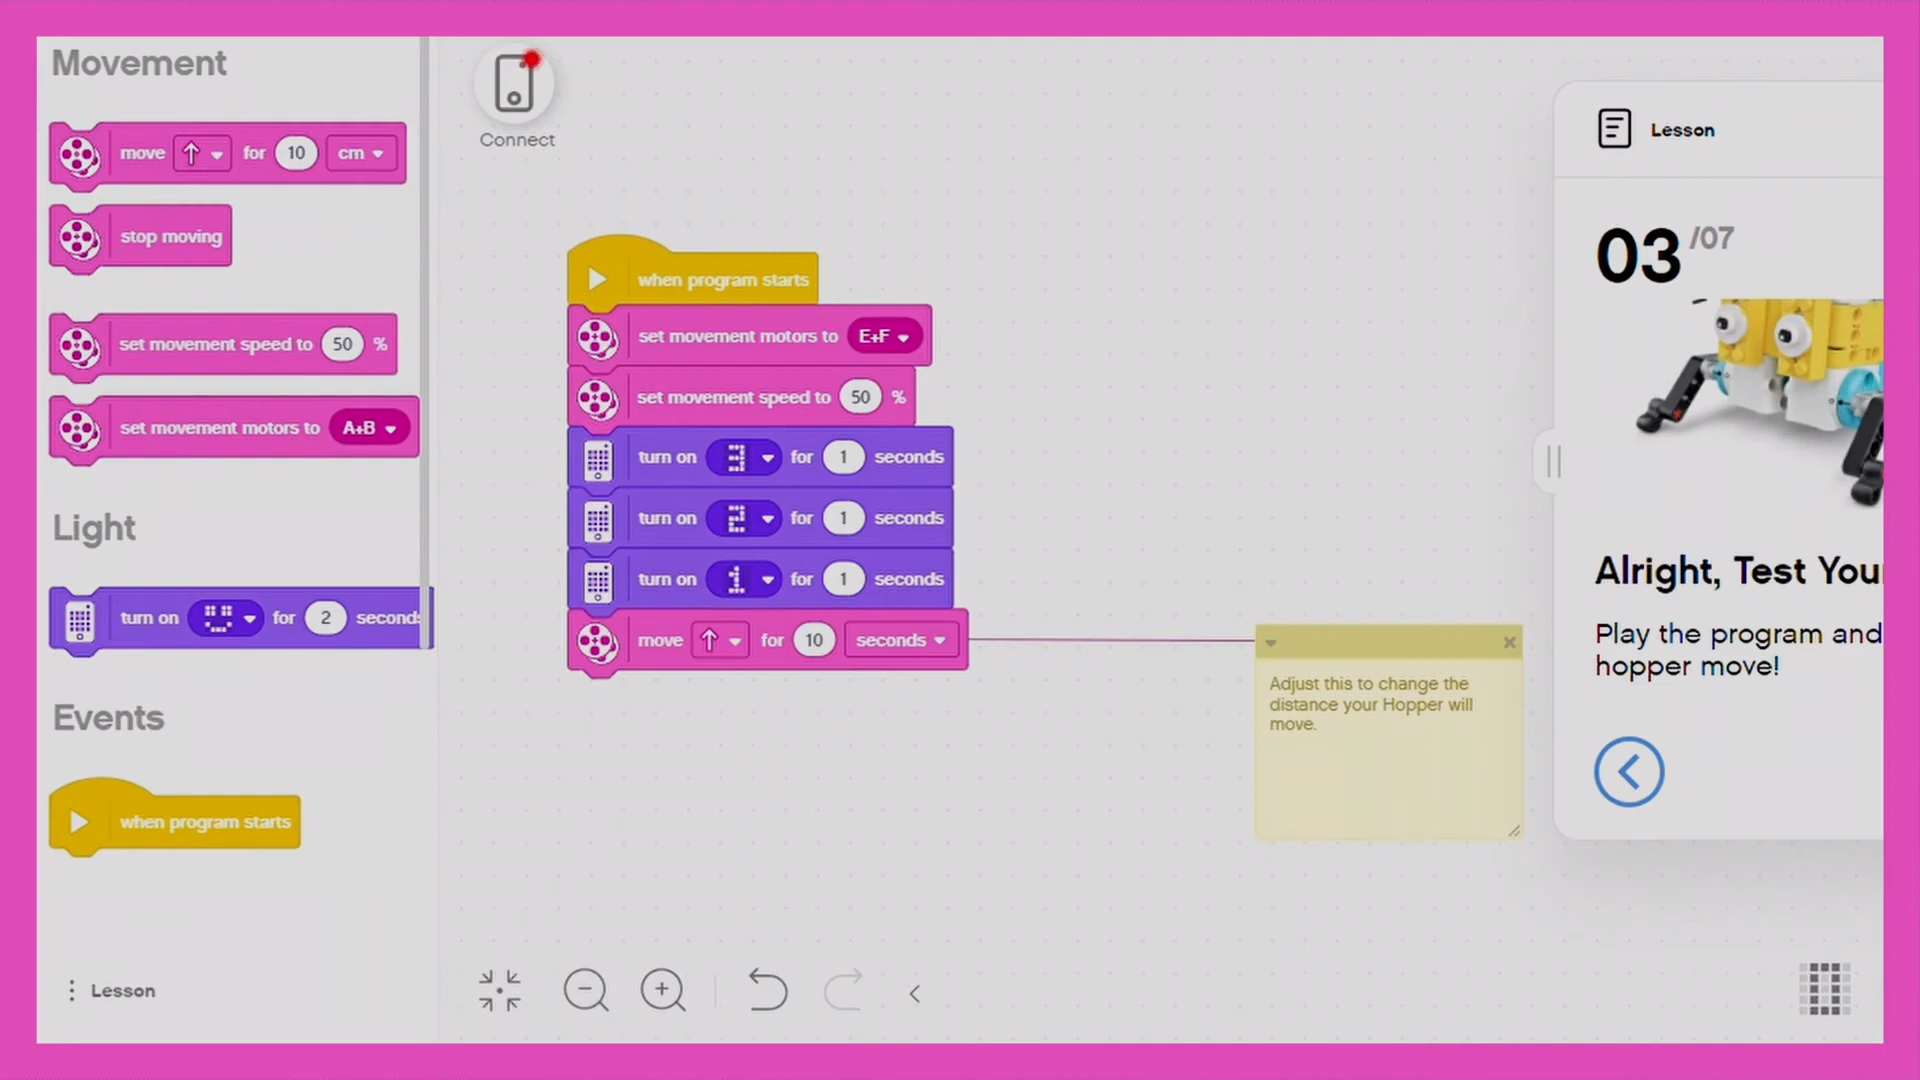 Movement
move for 10 cm
stop moving
set movement speed to 50 %
set movement motors to A+B
Light
turn on for 2 seconds
Events
when program starts
Lesson
Connect
when program starts
set movement motors to E+F
set movement speed to 50 %
turn on 3 for 1 seconds
turn on 2 for 1 seconds
turn on 1 for 1 seconds
move for 10 seconds
Adjust this to change the
distance your Hopper will
move.
Lesson
03 /07
Alright, Test You
Play the program and
hopper move!